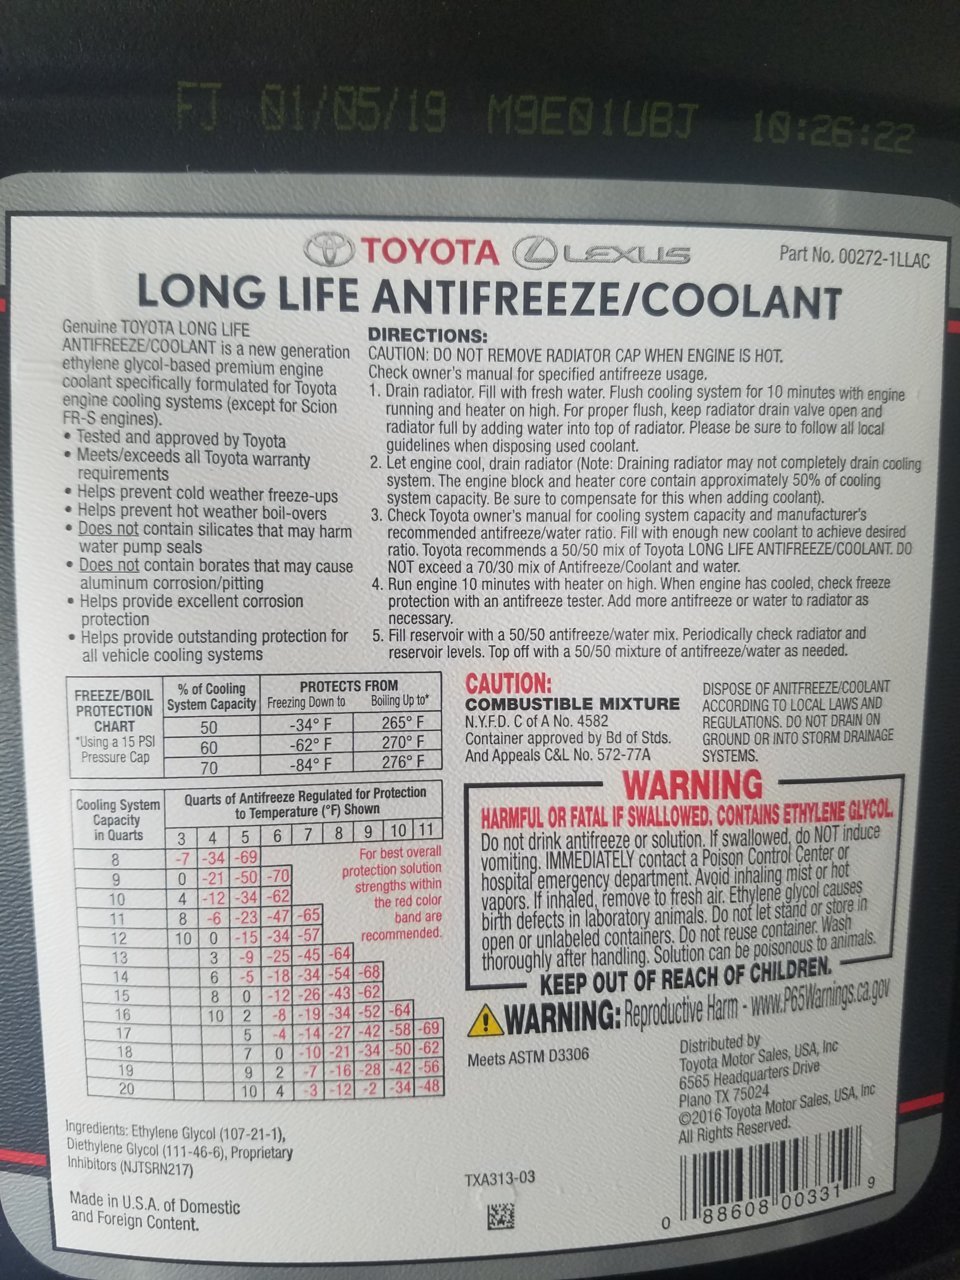 FJ 01/05/19 M9E01UBJ 10:26:22
TOYOTA LEXUS
Part No. 00272-1LLAC
LONG LIFE ANTIFREEZE/COOLANT
Genuine TOYOTA LONG LIFE
ANTIFREEZE/COOLANT is a new generation
ethylene glycol-based premium engine
coolant specifically formulated for Toyota
engine cooling systems (except for Scion
FR-S engines).
• Tested and approved by Toyota
• Meets/exceeds all Toyota warranty
requirements
• Helps prevent cold weather freeze-ups
• Helps prevent hot weather boil-overs
• Does not contain silicates that may harm
water pump seals
• Does not contain borates that may cause
aluminum corrosion/pitting
• Helps provide excellent corrosion
protection
• Helps provide outstanding protection for
all vehicle cooling systems
DIRECTIONS:
CAUTION: DO NOT REMOVE RADIATOR CAP WHEN ENGINE IS HOT.
Check owner's manual for specified antifreeze usage.
1. Drain radiator. Fill with fresh water. Flush cooling system for 10 minutes with engine
running and heater on high. For proper flush, keep radiator drain valve open and
radiator full by adding water into top of radiator. Please be sure to follow all local
guidelines when disposing used coolant.
2. Let engine cool, drain radiator (Note: Draining radiator may not completely drain cooling
system. The engine block and heater core contain approximately 50% of cooling
system capacity. Be sure to compensate for this when adding coolant).
3. Check Toyota owner's manual for cooling system capacity and manufacturer's
recommended antifreeze/water ratio. Fill with enough new coolant to achieve desired
ratio. Toyota recommends a 50/50 mix of Toyota LONG LIFE ANTIFREEZE/COOLANT. DO
NOT exceed a 70/30 mix of Antifreeze/Coolant and water.
4. Run engine 10 minutes with heater on high. When engine has cooled, check freeze
protection with an antifreeze tester. Add more antifreeze or water to radiator as
necessary.
5. Fill reservoir with a 50/50 antifreeze/water mix. Periodically check radiator and
reservoir levels. Top off with a 50/50 mixture of antifreeze/water as needed.
FREEZE/BOIL
PROTECTION
CHART
*Using a 15 PSI
Pressure Cap
% of Cooling
System Capacity
PROTECTS FROM
Freezing Down to Boiling Up to*
50 -34° F 265° F
60 -62° F 270° F
70 -84° F 276° F
Cooling System
Capacity
in Quarts
Quarts of Antifreeze Regulated for Protection
to Temperature (°F) Shown
3 4 5 6 7 8 9 10 11
8 -7 -34 -69
9 0 -21 -50 -70
10 4 -12 -34 -62
11 8 -6 -23 -47 -65
12 10 0 -15 -34 -57
13 3 -9 -25 -45 -64
14 6 -5 -18 -34 -54 -68
15 8 0 -12 -26 -43 -62
16 10 2 -8 -19 -34 -52 -64
17 5 -4 -14 -27 -42 -58 -69
18 7 0 -10 -21 -34 -50 -62
19 9 2 -7 -16 -28 -42 -56
20 10 4 -3 -12 -2 -34 -48
For best overall
protection solution
strengths within
the red color
band are
recommended.
CAUTION:
COMBUSTIBLE MIXTURE
N.Y.F.D. C of A No. 4582
Container approved by Bd of Stds.
And Appeals C&L No. 572-77A
DISPOSE OF ANITFREEZE/COOLANT
ACCORDING TO LOCAL LAWS AND
REGULATIONS. DO NOT DRAIN ON
GROUND OR INTO STORM DRAINAGE
SYSTEMS.
WARNING
HARMFUL OR FATAL IF SWALLOWED. CONTAINS ETHYLENE GLYCOL.
Do not drink antifreeze or solution. If swallowed, do NOT induce
vomiting. IMMEDIATELY contact a Poison Control Center or
hospital emergency department. Avoid inhaling mist or hot
vapors. If inhaled, remove to fresh air. Ethylene glycol causes
birth defects in laboratory animals. Do not let stand or store in
open or unlabeled containers. Do not reuse container. Wash
thoroughly after handling. Solution can be poisonous to animals.
KEEP OUT OF REACH OF CHILDREN.
WARNING: Reproductive Harm - www.P65Warnings.ca.gov
Meets ASTM D3306
Distributed by
Toyota Motor Sales, USA, Inc
6565 Headquarters Drive
Plano TX 75024
©2016 Toyota Motor Sales, USA, Inc
All Rights Reserved.
Ingredients: Ethylene Glycol (107-21-1),
Diethylene Glycol (111-46-6), Proprietary
Inhibitors (NJTSRN217)
Made in U.S.A. of Domestic
and Foreign Content.
TXA313-03
0 88608 00331 9